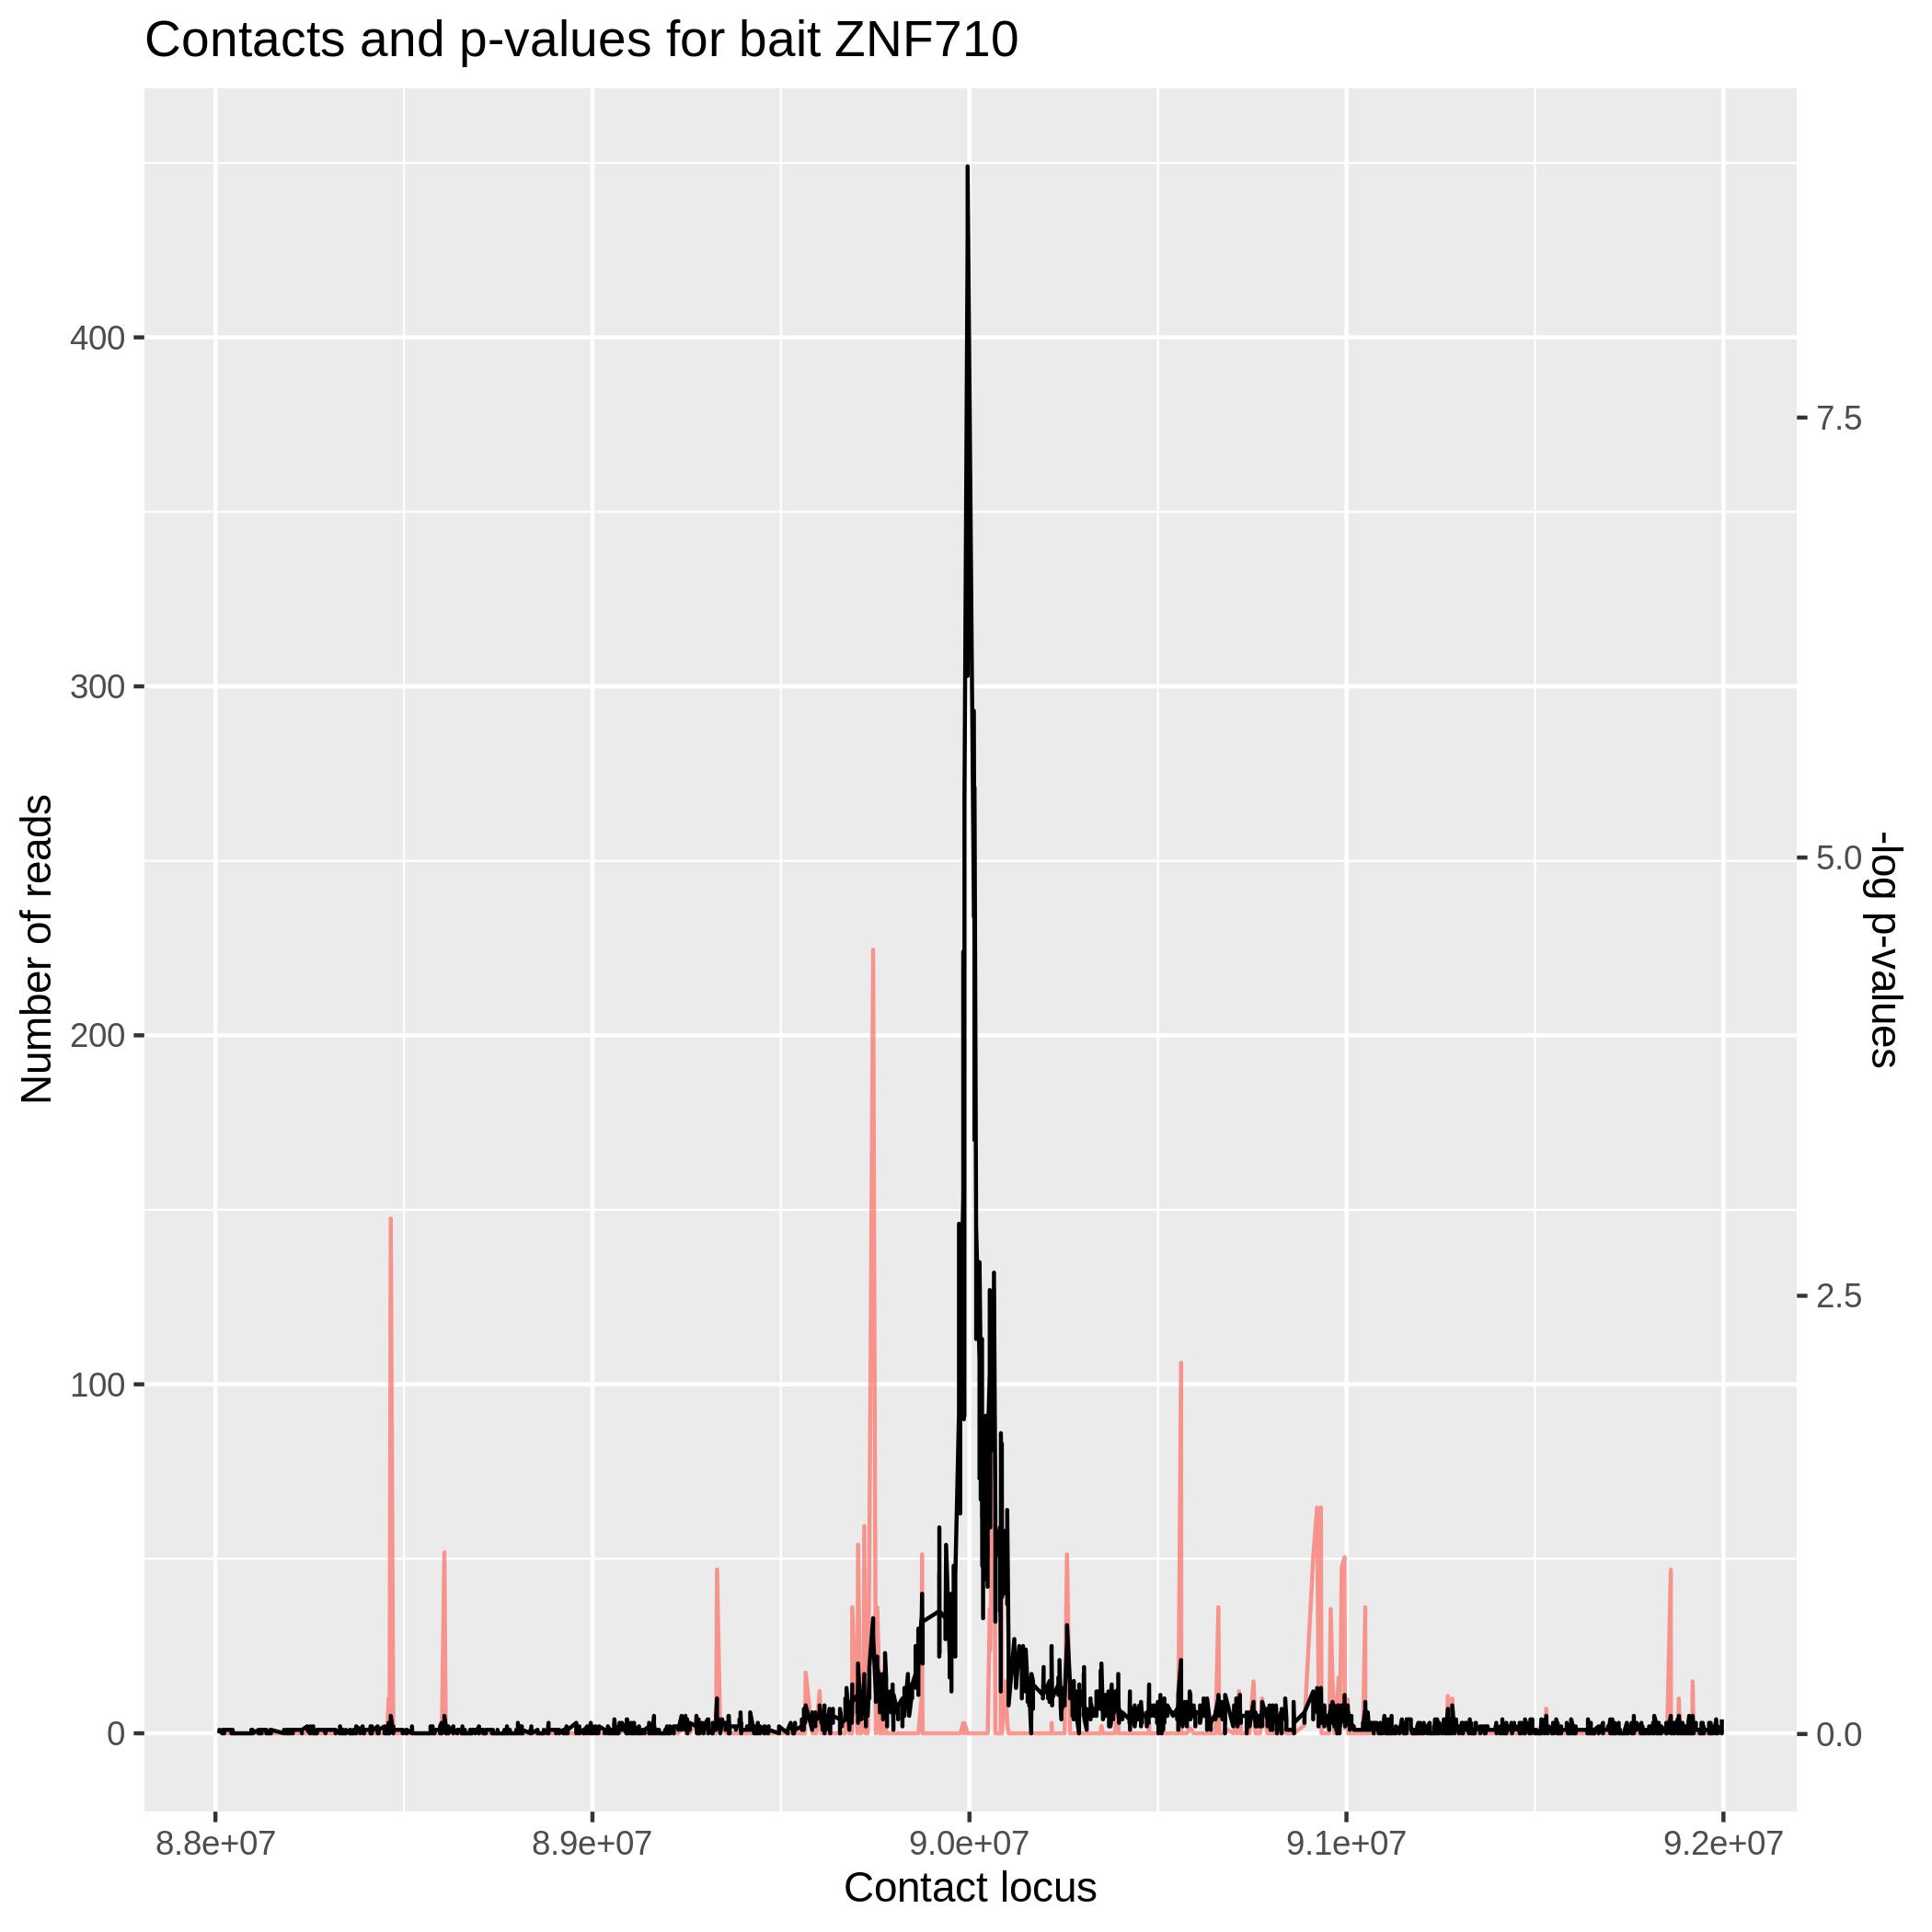 Contacts and p-values for bait ZNF710
Number of reads
400
300
200
100
0
7.5
5.0
2.5
0.0
-log p-values
8.8e+07 8.9e+07 9.0e+07 9.1e+07 9.2e+07
Contact locus